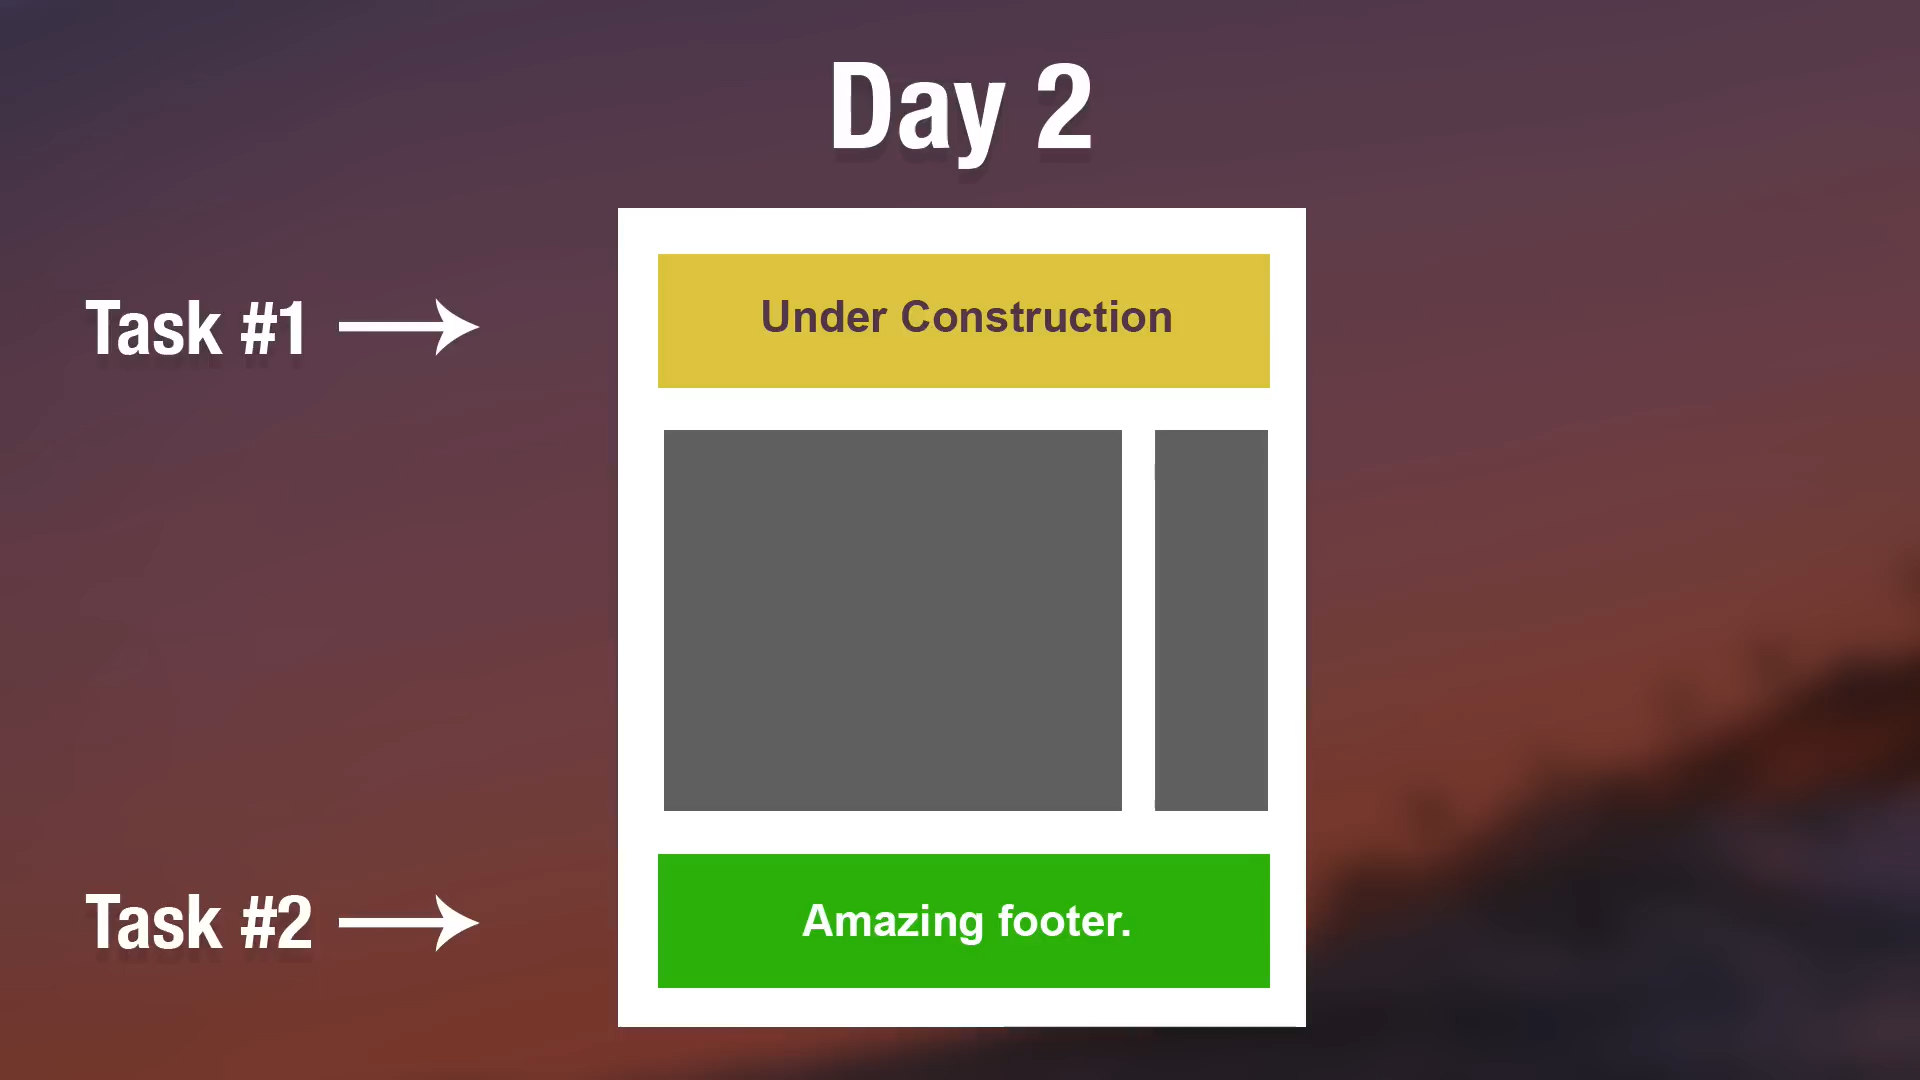 Day 2
Task #1
Under Construction
Task #2
Amazing footer.